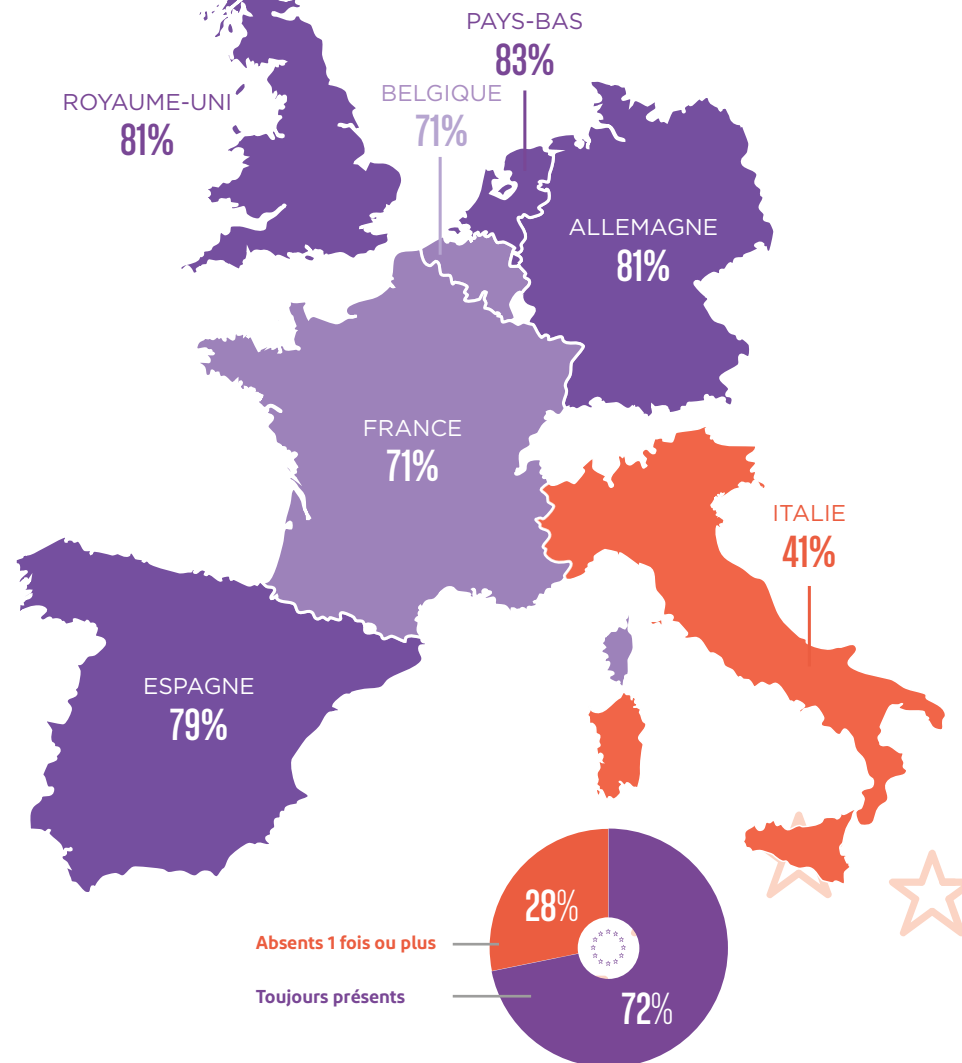 PAYS-BAS
83%
ROYAUME-UNI
81%
BELGIQUE
71%
ALLEMAGNE
81%
FRANCE
71%
ITALIE
41%
ESPAGNE
79%
28%
Absents 1 fois ou plus
Toujours présents
72%